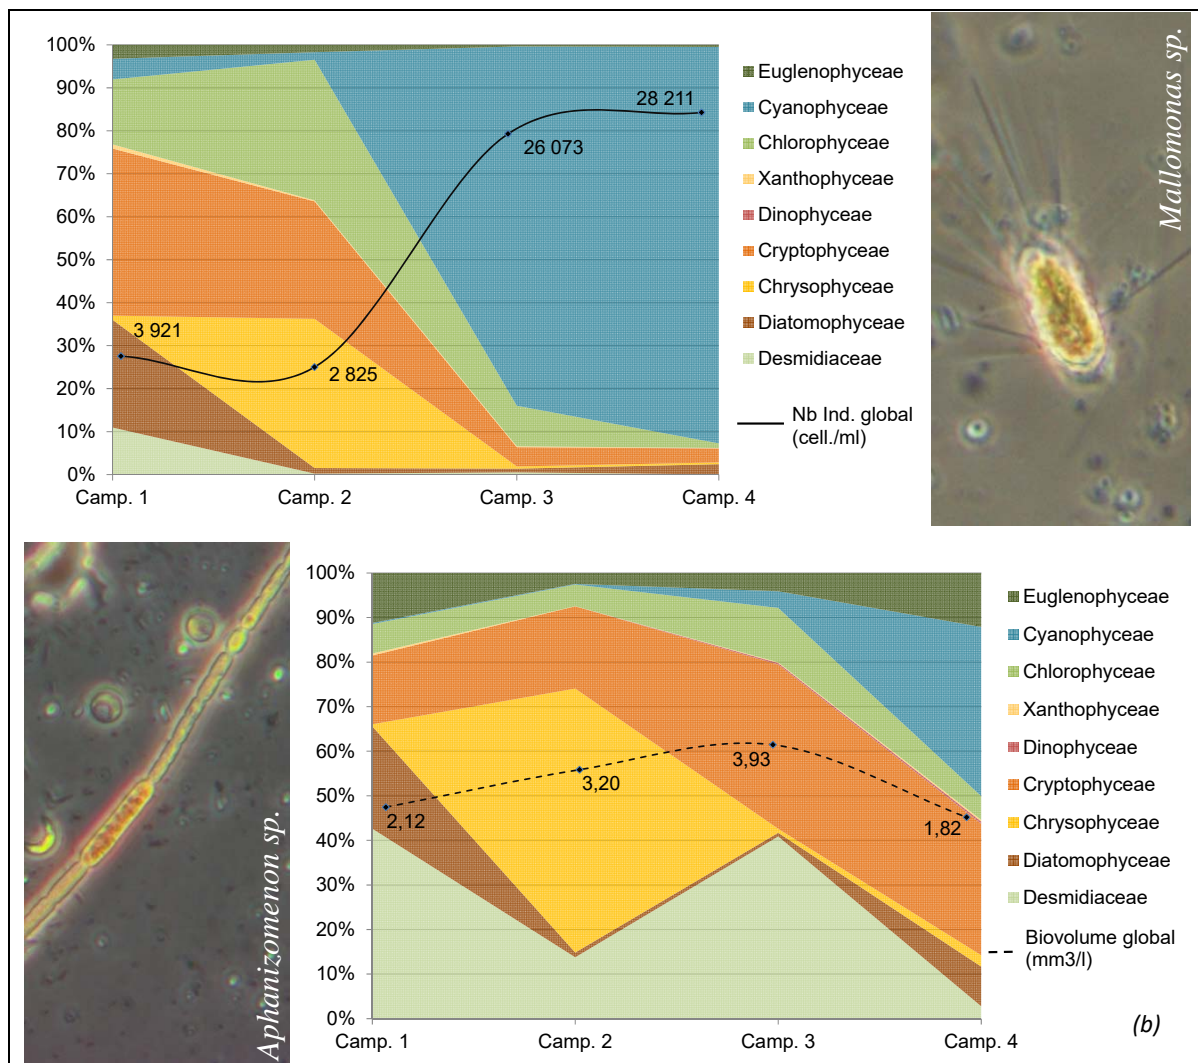 100%
90%
80%
70%
60%
50%
40%
30%
20%
10%
0%
3 921
2 825
26 073
28 211
Camp. 1
Camp. 2
Camp. 3
Camp. 4
Euglenophyceae
Cyanophyceae
Chlorophyceae
Xanthophyceae
Dinophyceae
Cryptophyceae
Chrysophyceae
Diatomophyceae
Desmidiaceae
Nb Ind. global
(cell./ml)
Mallomonas sp.
Aphanizomenon sp.
100%
90%
80%
70%
60%
50%
40%
30%
20%
10%
0%
2,12
3,20
3,93
1,82
Camp. 1
Camp. 2
Camp. 3
Camp. 4
Euglenophyceae
Cyanophyceae
Chlorophyceae
Xanthophyceae
Dinophyceae
Cryptophyceae
Chrysophyceae
Diatomophyceae
Desmidiaceae
Biovolume global
(mm3/l)
(b)